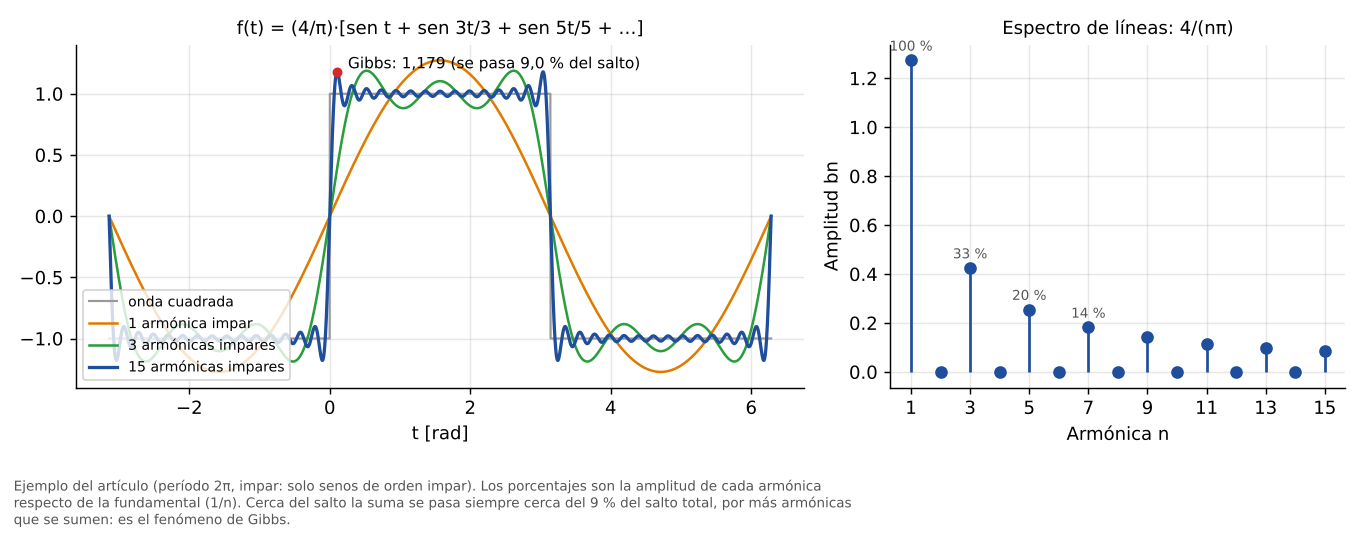 f(t) = (4/π)·[sen t + sen 3t/3 + sen 5t/5 + …]
Gibbs: 1,179 (se pasa 9,0 % del salto)
1.0
0.5
0.0
−0.5
−1.0
onda cuadrada
1 armónica impar
3 armónicas impares
15 armónicas impares
−2 0 2 4 6
t [rad]
Espectro de líneas: 4/(nπ)
100 %
33 %
20 %
14 %
1.2
1.0
0.8
0.6
0.4
0.2
0.0
Amplitud bn
1 3 5 7 9 11 13 15
Armónica n
Ejemplo del artículo (período 2π, impar: solo senos de orden impar). Los porcentajes son la amplitud de cada armónica
respecto de la fundamental (1/n). Cerca del salto la suma se pasa siempre cerca del 9 % del salto total, por más armónicas
que se sumen: es el fenómeno de Gibbs.